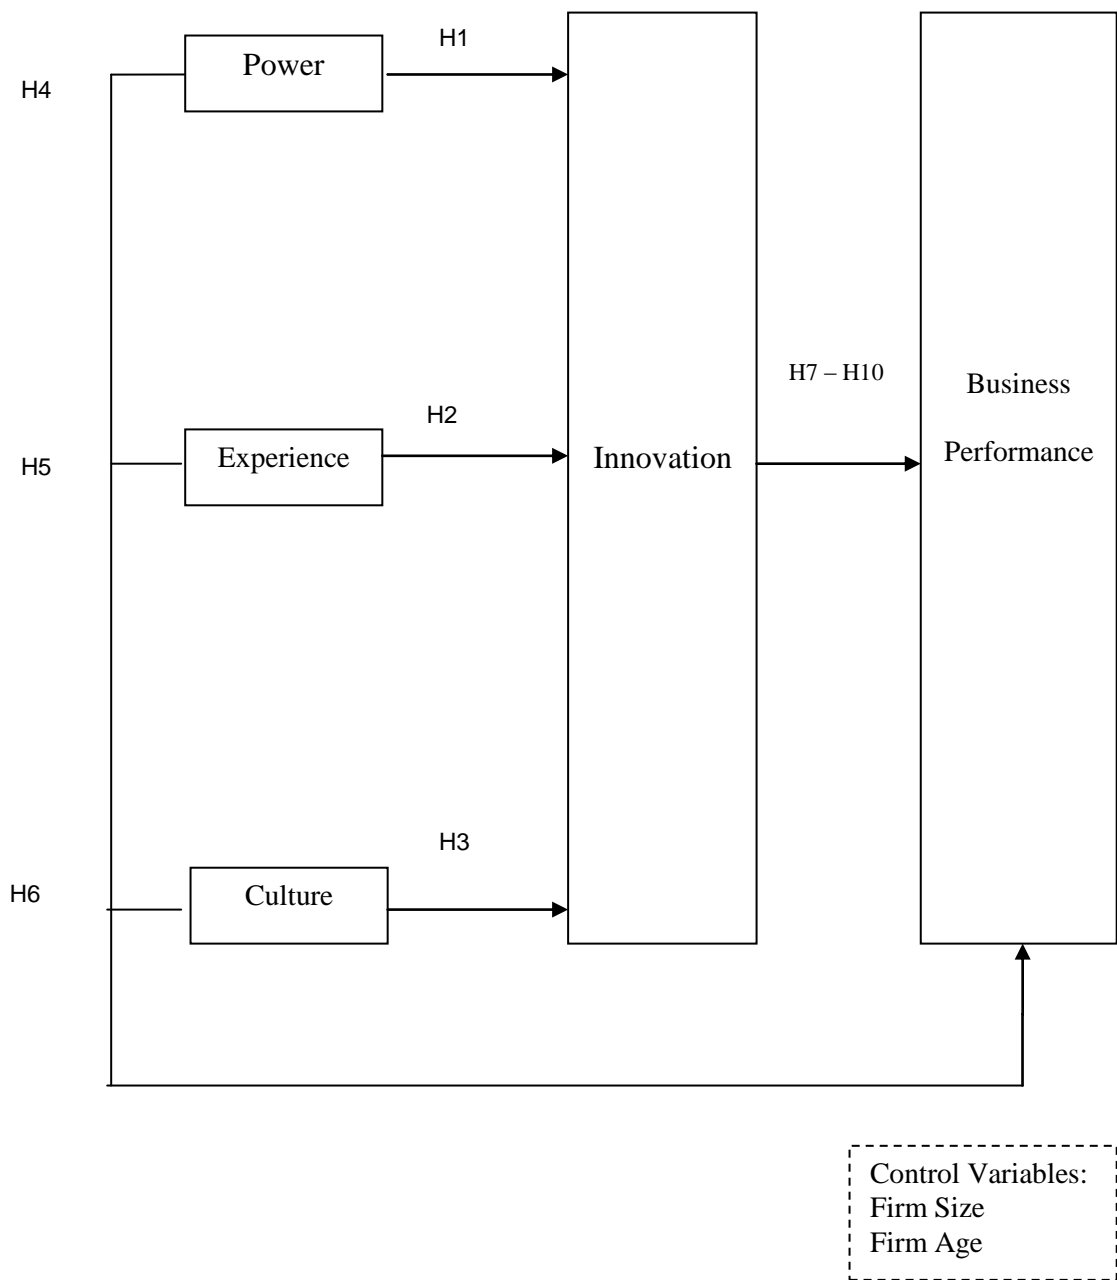 H1
Power
H4
H7 – H10
Business
H2
Experience
Innovation
Performance
H5
H3
Culture
H6
Control Variables:
Firm Size
Firm Age